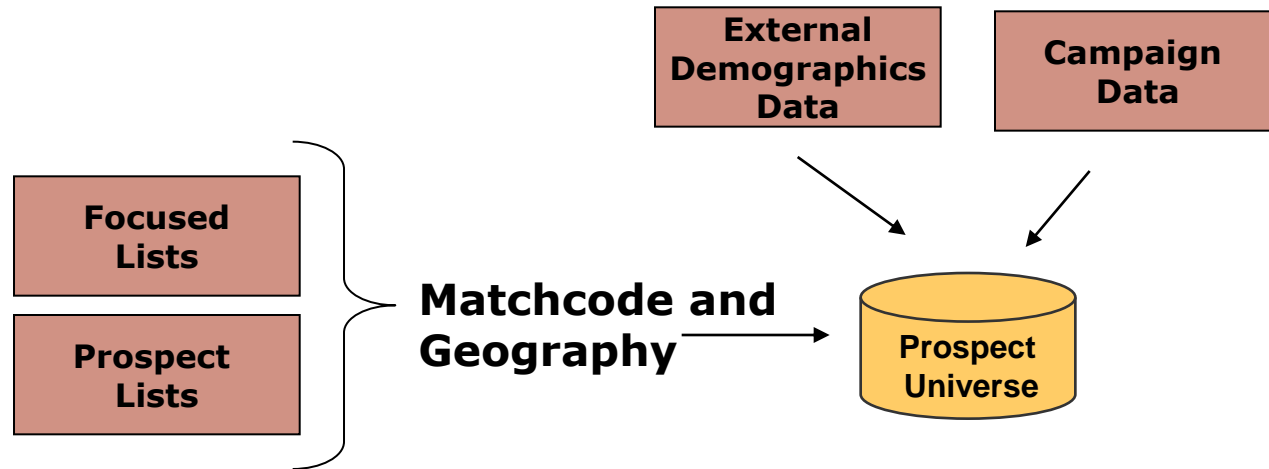 External
Demographics
Data
Campaign
Data
Focused
Lists
Prospect
Lists
Matchcode and
Geography
Prospect
Universe